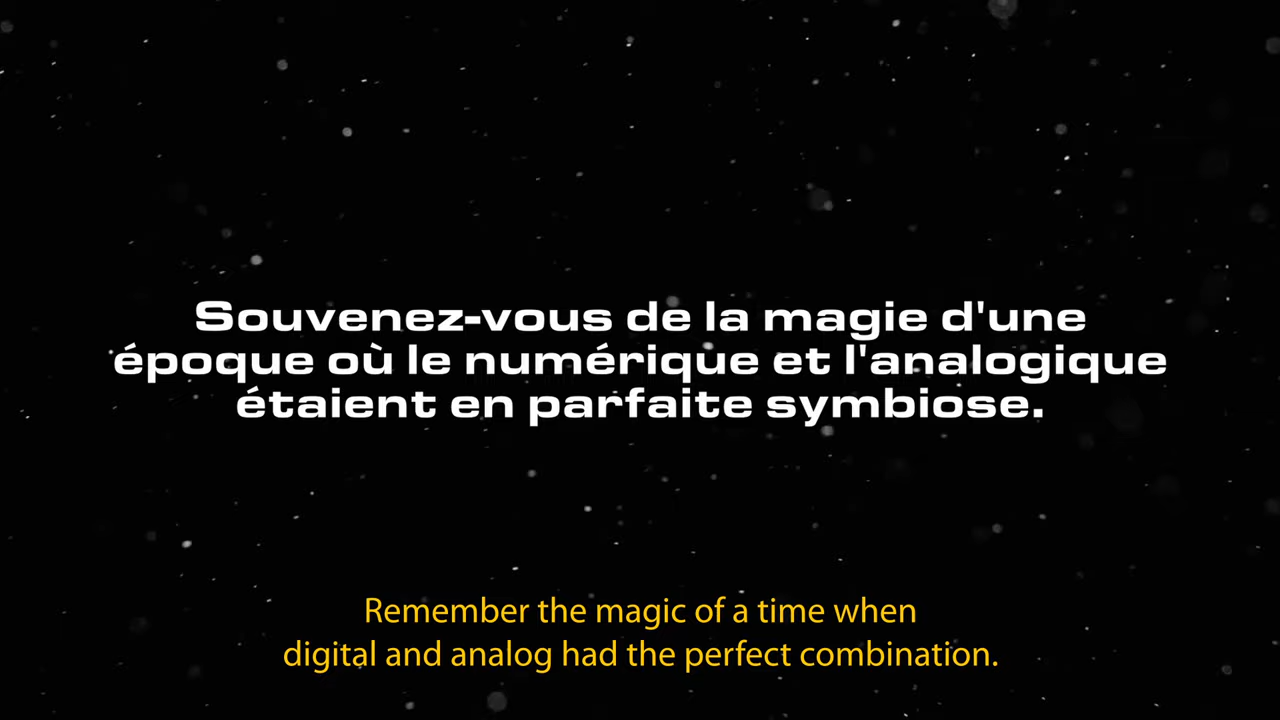 Souvenez-vous de la magie d'une
époque où le numérique et l'analogique
étaient en parfaite symbiose.
Remember the magic of a time when
digital and analog had the perfect combination.